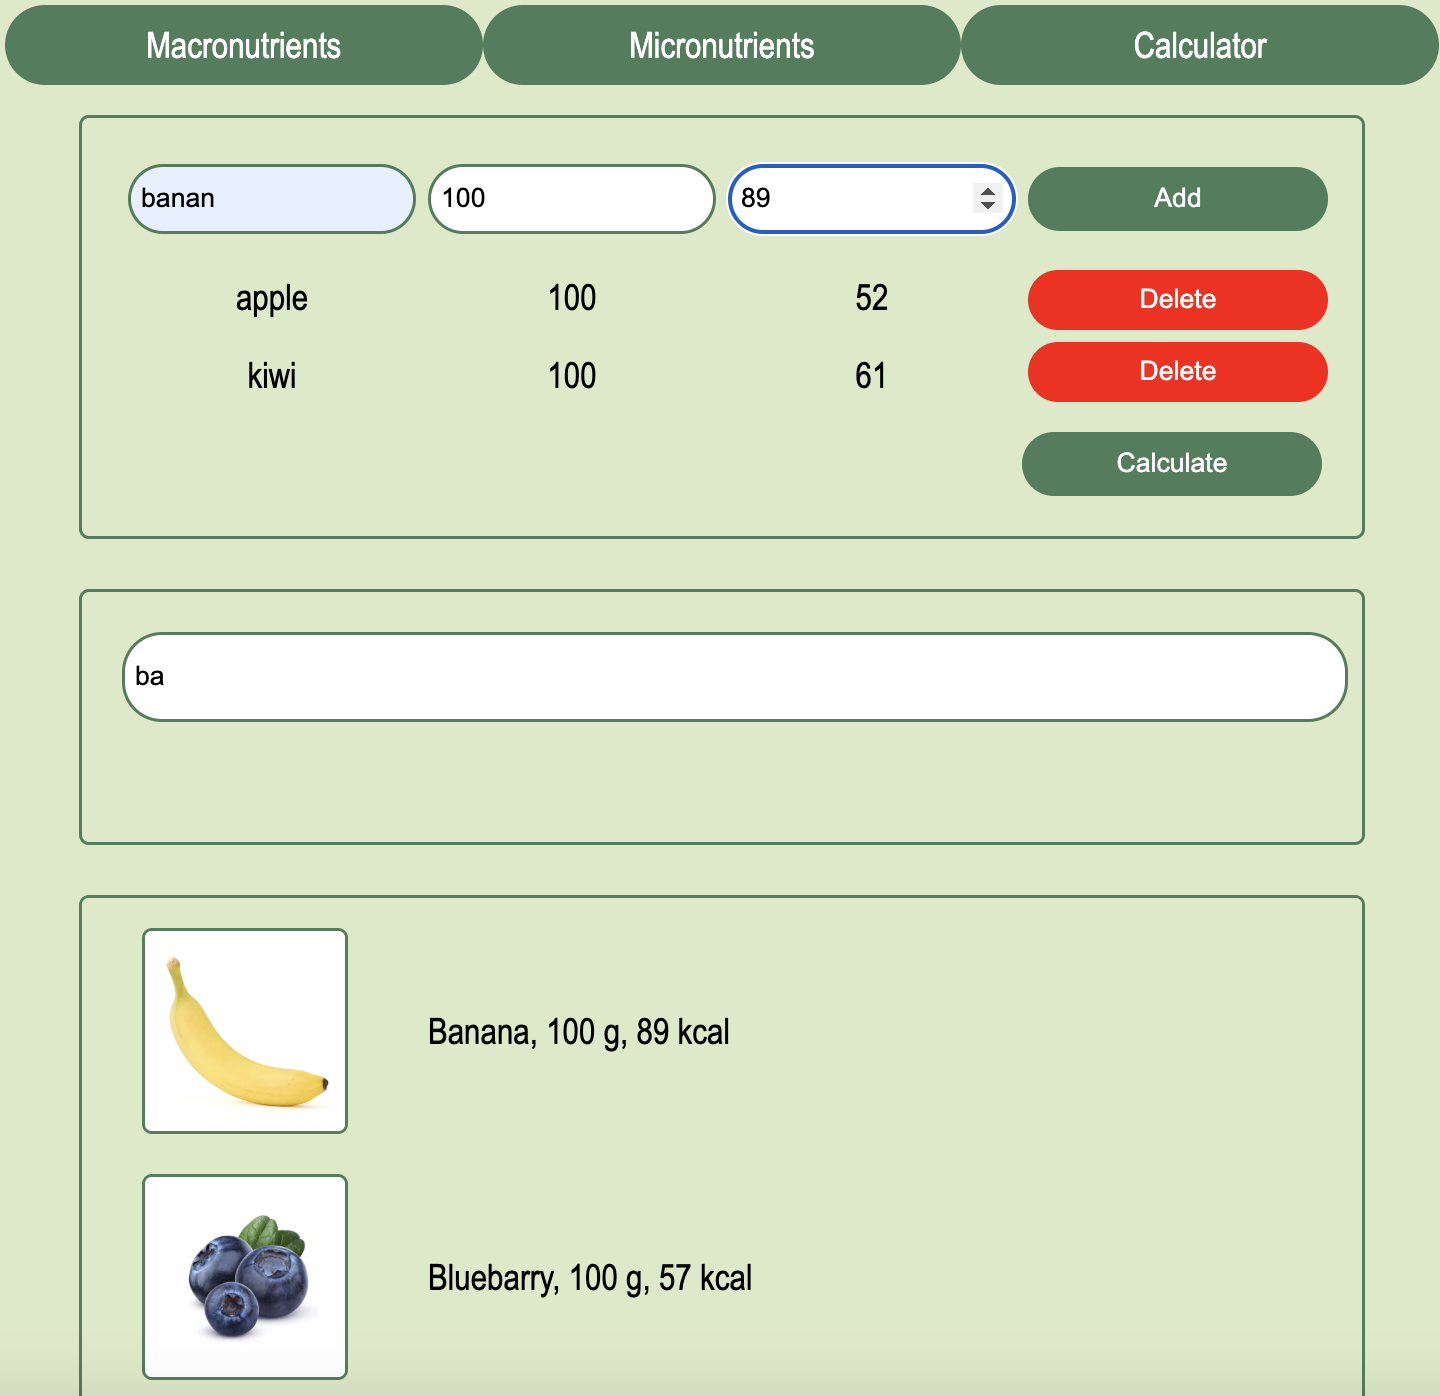 Macronutrients Micronutrients Calculator
banan 100 89 Add
apple 100 52 Delete
kiwi 100 61 Delete
Calculate
ba
Banana, 100 g, 89 kcal
Bluebarry, 100 g, 57 kcal